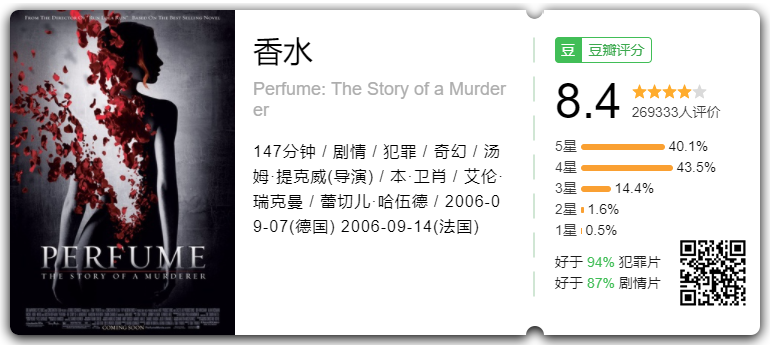 FROM THE DIRECTOR OF "RUN LOLA RUN". BASED ON THE BEST SELLING NOVEL
PERFUME
THE STORY OF A MURDERER
COMING SOON
香水
Perfume: The Story of a Murder
er
147分钟 / 剧情 / 犯罪 / 奇幻 / 汤
姆·提克威(导演) / 本·卫肖 / 艾伦·
瑞克曼 / 蕾切儿·哈伍德 / 2006-0
9-07(德国) 2006-09-14(法国)
豆 豆瓣评分
8.4
269333人评价
5星 40.1%
4星 43.5%
3星 14.4%
2星 1.6%
1星 0.5%
好于 94% 犯罪片
好于 87% 剧情片